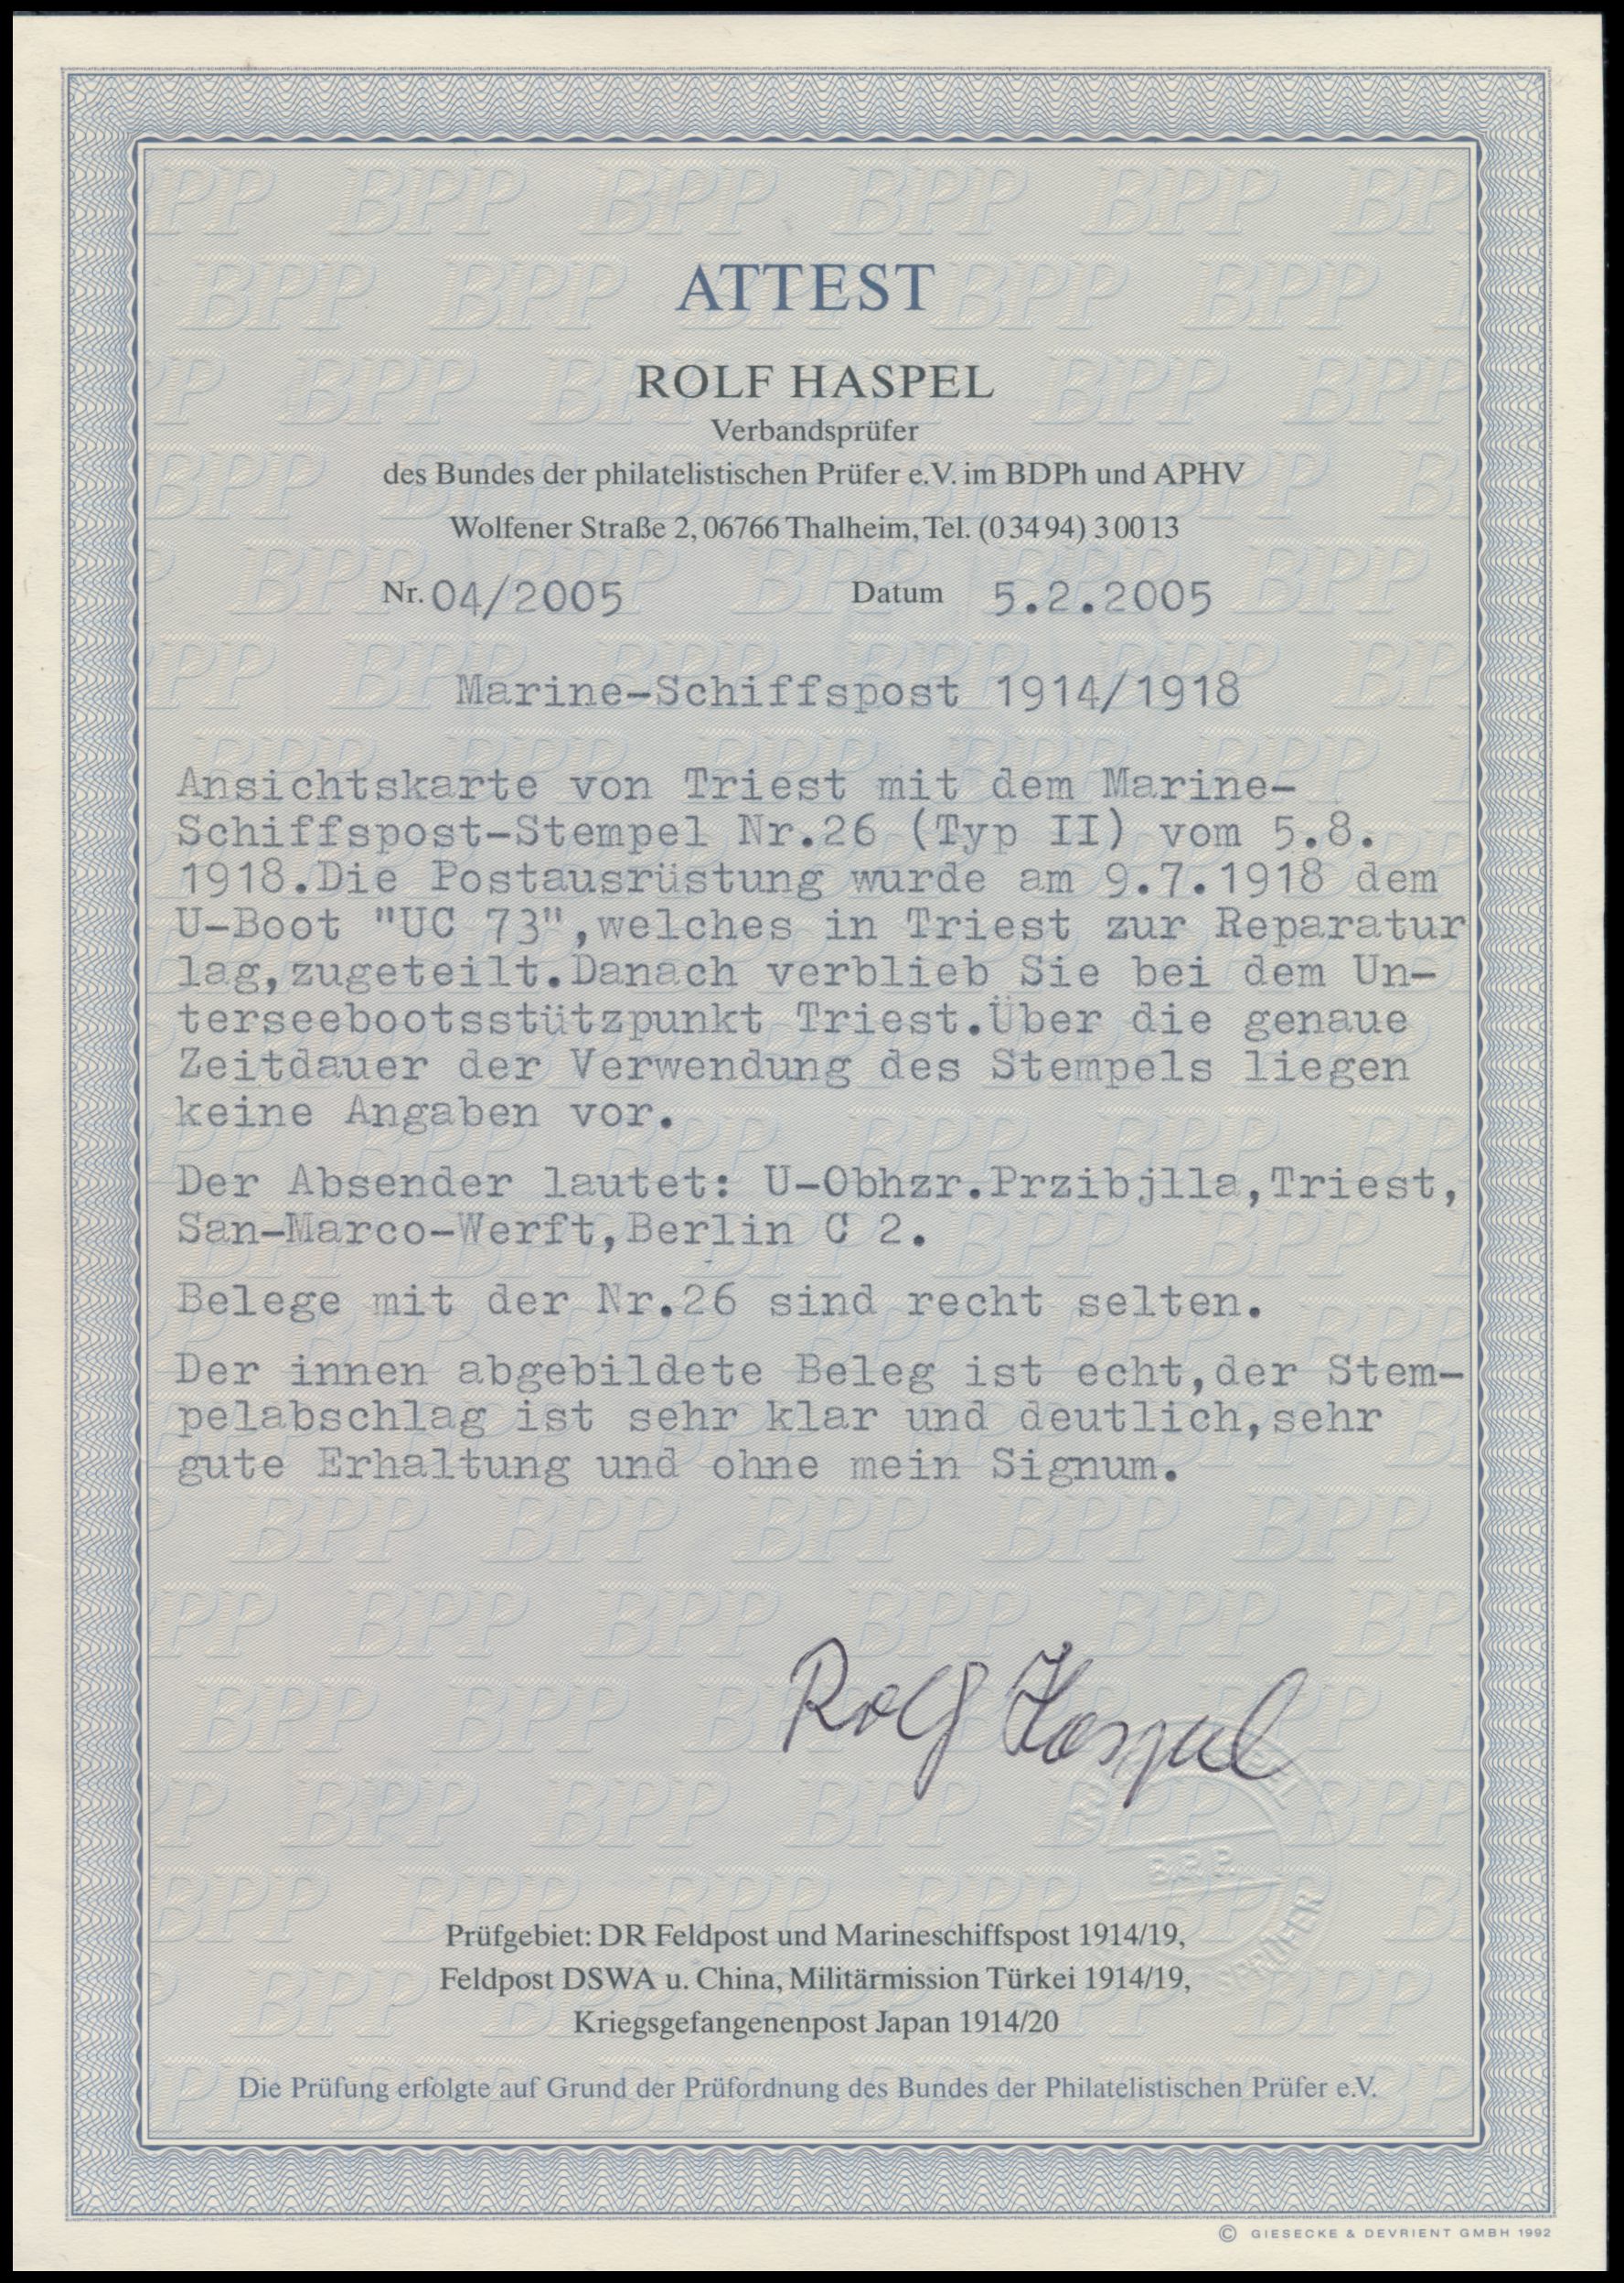 ATTEST
ROLF HASPEL
Verbandsprüfer
des Bundes der philatelistischen Prüfer e.V. im BDPh und APHV
Wolfener Straße 2, 06766 Thalheim, Tel. (03494) 30013
Nr. 04/2005 Datum 5.2.2005
Marine-Schiffspost 1914/1918
Ansichtskarte von Triest mit dem Marine-
Schiffspost-Stempel Nr.26 (Typ II) vom 5.8.
1918.Die Postausrüstung wurde am 9.7.1918 dem
U-Boot "UC 73",welches in Triest zur Reparatur
lag,zugeteilt.Danach verblieb Sie bei dem Un-
terseebootsstützpunkt Triest.Über die genaue
Zeitdauer der Verwendung des Stempels liegen
keine Angaben vor.
Der Absender lautet: U-Obhzr.Przibjlla,Triest,
San-Marco-Werft,Berlin C 2.
Belege mit der Nr.26 sind recht selten.
Der innen abgebildete Beleg ist echt,der Stem-
pelabschlag ist sehr klar und deutlich,sehr
gute Erhaltung und ohne mein Signum.
Rolf Haspel
B.P.P.
PRÜFER
Prüfgebiet: DR Feldpost und Marineschiffspost 1914/19,
Feldpost DSWA u. China, Militärmission Türkei 1914/19,
Kriegsgefangenenpost Japan 1914/20
Die Prüfung erfolgte auf Grund der Prüfordnung des Bundes der Philatelistischen Prüfer e.V.
© GIESECKE & DEVRIENT GMBH 1992